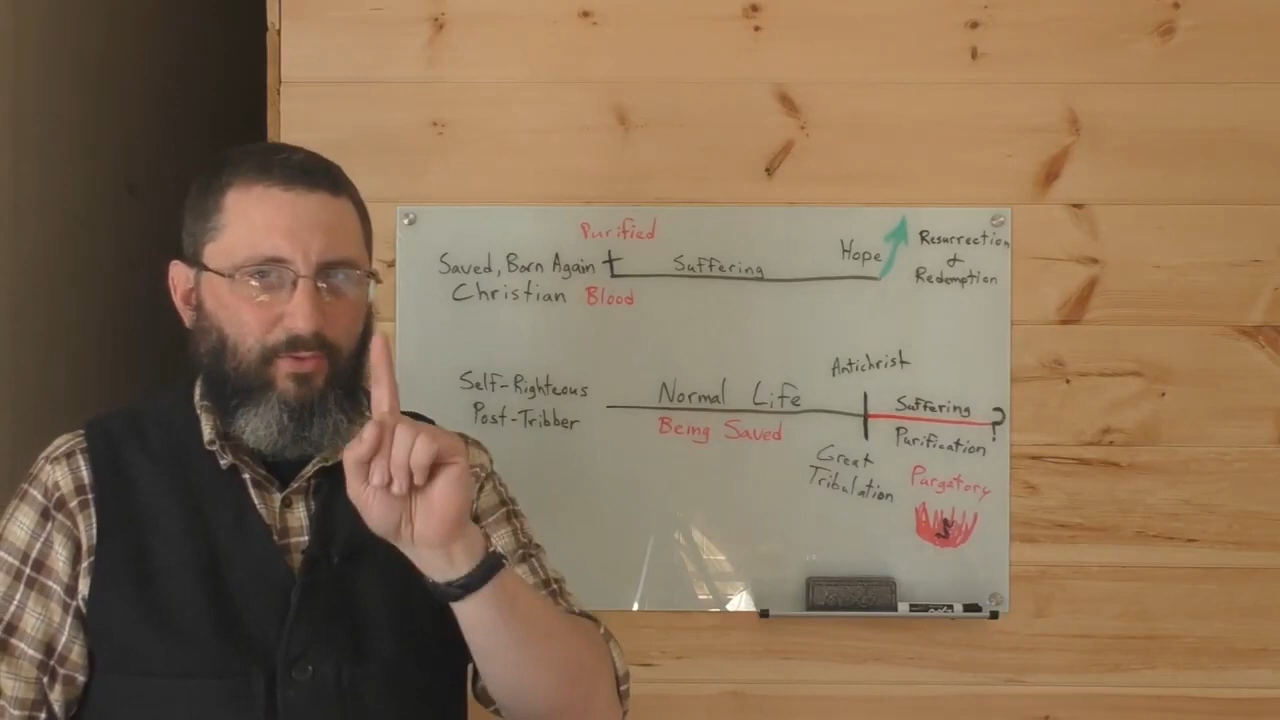 Purified
Saved, Born Again
Suffering
Hope
Resurrection
&
Redemption
Christian Blood
Antichrist
Self-Righteous
Post-Tribber
Normal Life
Being Saved
Suffering
?
Purification
Great
Tribulation
Purgatory